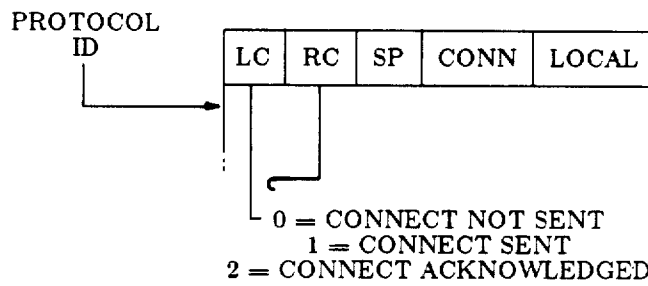 PROTOCOL
ID
LC RC SP CONN LOCAL
0 = CONNECT NOT SENT
1 = CONNECT SENT
2 = CONNECT ACKNOWLEDGED